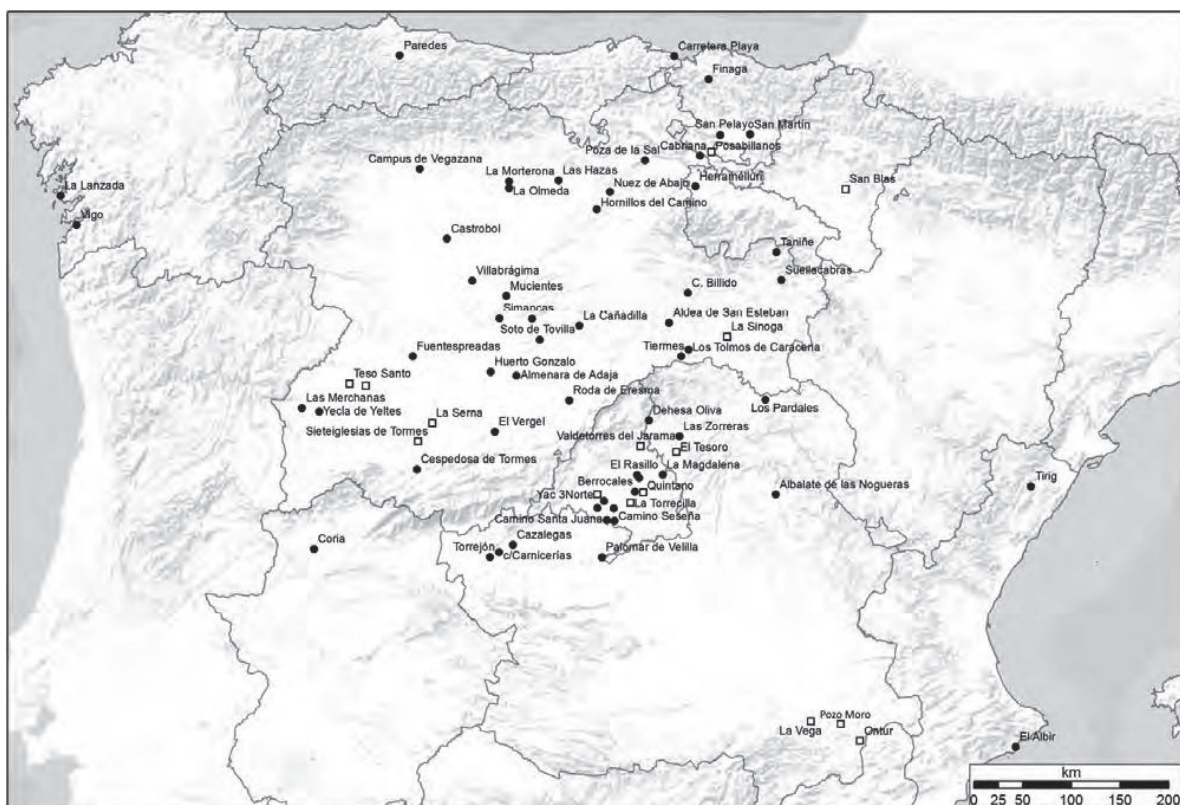 Paredes
Carretera Playa
Finaga
San Pelayo
San Martín
Cabriana
Posabillanos
Poza de la Sal
Campus de Vegazana
La Morterona
Las Hazas
La Olmeda
Nuez de Abajo
Herramélluri
San Blas
La Lanzada
Hornillos del Camino
Vigo
Castrobol
Taniñe
Villabrágima
Suellacabras
Mucientes
C. Billido
Simancas
La Cañadilla
Aldea de San Esteban
Soto de Tovilla
La Sinoga
Fuentespreadas
Tiermes
Los Tolmos de Caracena
Huerto Gonzalo
Teso Santo
Almenara de Adaja
Las Merchanas
Roda de Eresma
Los Pardales
Yecla de Yeltes
La Serna
Dehesa Oliva
El Vergel
Sieteiglesias de Tormes
Valdetorres del Jarama
Las Zorreras
El Tesoro
Cespedosa de Tormes
El Rasillo
La Magdalena
Berrocales
Quintano
Tirig
Yac 3Norte
La Torrecilla
Albalate de las Nogueras
Camino Santa Juana
Camino Seseña
Coria
Cazalegas
Torrejón
c/Carnicerías
Palomar de Velilla
La Vega
Pozo Moro
Ontur
El Albir
km
0 25 50 100 150 200